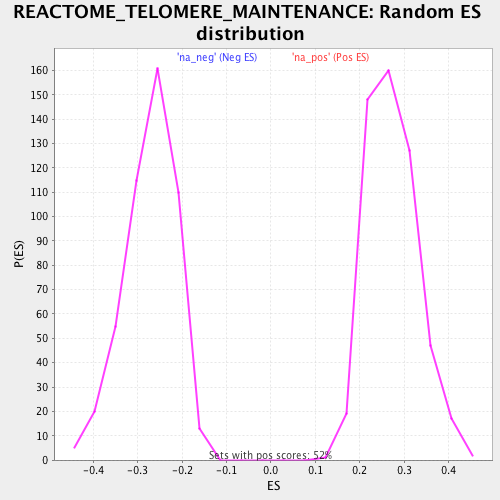 REACTOME_TELOMERE_MAINTENANCE: Random ES
distribution
'na_neg' (Neg ES) 'na_pos' (Pos ES)
P(ES)
160
150
140
130
120
110
100
90
80
70
60
50
40
30
20
10
0
Sets with pos scores: 52%
-0.4 -0.3 -0.2 -0.1 0.0 0.1 0.2 0.3 0.4
ES